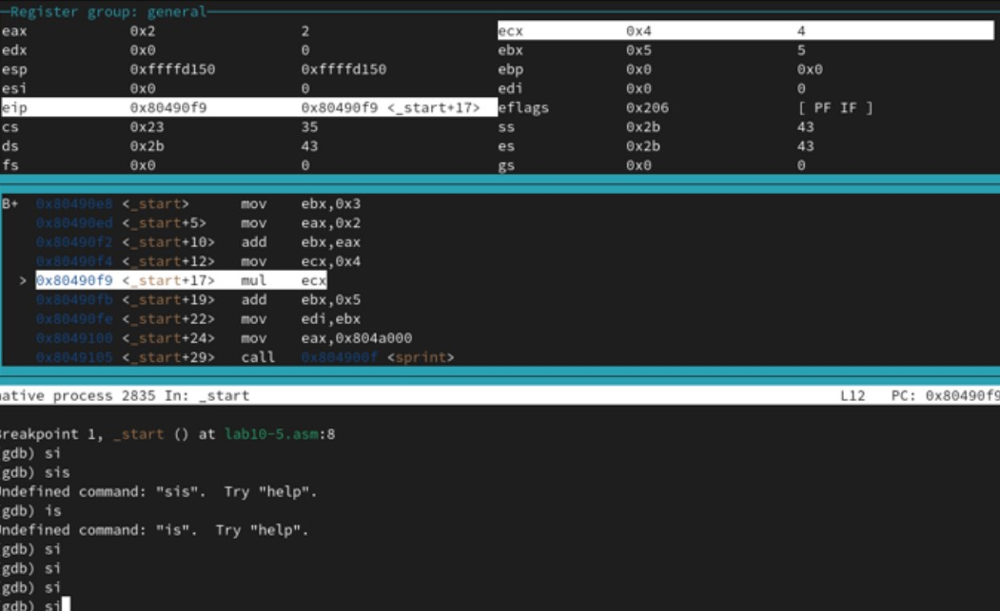 Register group: general
eax 0x2 2 ecx 0x4 4
edx 0x0 0 ebx 0x5 5
esp 0xffffd150 0xffffd150 ebp 0x0 0x0
esi 0x0 0 edi 0x0 0
eip 0x80490f9 0x80490f9 <_start+17> eflags 0x206 [ PF IF ]
cs 0x23 35 ss 0x2b 43
ds 0x2b 43 es 0x2b 43
fs 0x0 0 gs 0x0 0
B+ 0x80490e8 <_start> mov ebx,0x3
0x80490ed <_start+5> mov eax,0x2
0x80490f2 <_start+10> add ebx,eax
0x80490f4 <_start+12> mov ecx,0x4
> 0x80490f9 <_start+17> mul ecx
0x80490fb <_start+19> add ebx,0x5
0x80490fe <_start+22> mov edi,ebx
0x8049100 <_start+24> mov eax,0x804a000
0x8049105 <_start+29> call 0x804900f <sprint>
native process 2835 In: _start L12 PC: 0x80490f9
Breakpoint 1, _start () at lab10-5.asm:8
(gdb) si
(gdb) sis
Undefined command: "sis". Try "help".
(gdb) is
Undefined command: "is". Try "help".
(gdb) si
(gdb) si
(gdb) si
(gdb) si